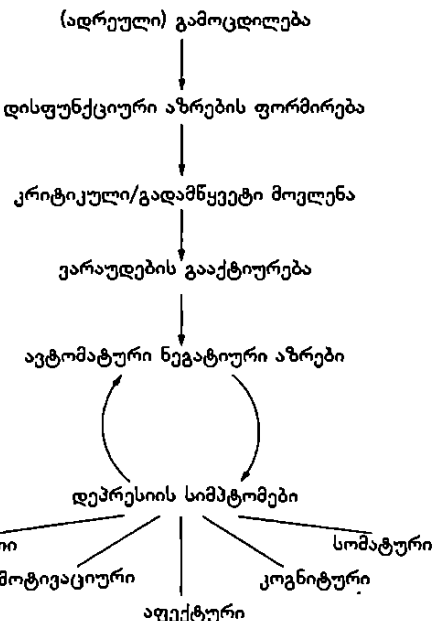 (ადრეული) გამოცდილება
დისფუნქციური აზრების ფორმირება
კრიტიკული/გადამწყვეტი მოვლენა
ვარაუდების გააქტიურება
ავტომატური ნეგატიური აზრები
დეპრესიის სიმპტომები
სომატური
მოტივაციური
კოგნიტური
აფექტური